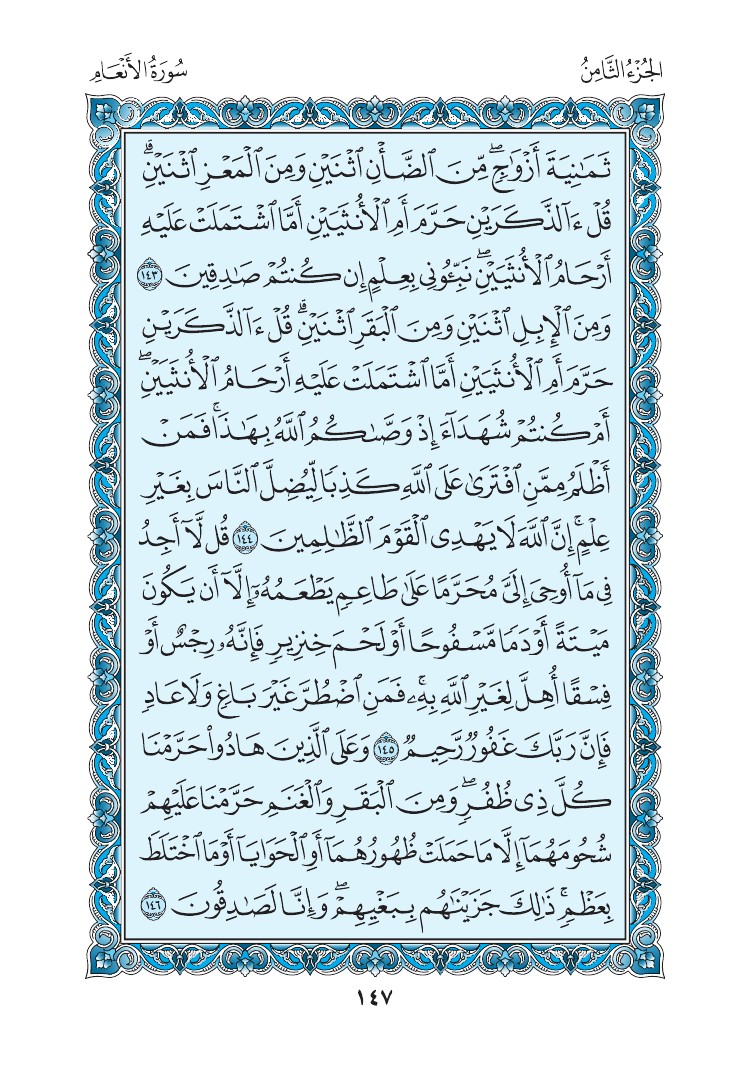 الجُزْءُ الثَّامِنُ
سُورَةُ الأَنْعَامِ
ثَمَٰنِيَةَ أَزْوَٰجٍۖ مِّنَ ٱلضَّأْنِ ٱثْنَيْنِ وَمِنَ ٱلْمَعْزِ ٱثْنَيْنِۗ
قُلْ ءَآلذَّكَرَيْنِ حَرَّمَ أَمِ ٱلْأُنثَيَيْنِ أَمَّا ٱشْتَمَلَتْ عَلَيْهِ
أَرْحَامُ ٱلْأُنثَيَيْنِۖ نَبِّـُٔونِى بِعِلْمٍ إِن كُنتُمْ صَٰدِقِينَ ١٤٣
وَمِنَ ٱلْإِبِلِ ٱثْنَيْنِ وَمِنَ ٱلْبَقَرِ ٱثْنَيْنِۗ قُلْ ءَآلذَّكَرَيْنِ
حَرَّمَ أَمِ ٱلْأُنثَيَيْنِ أَمَّا ٱشْتَمَلَتْ عَلَيْهِ أَرْحَامُ ٱلْأُنثَيَيْنِۖ
أَمْ كُنتُمْ شُهَدَآءَ إِذْ وَصَّىٰكُمُ ٱللَّهُ بِهَٰذَاۚ فَمَنْ
أَظْلَمُ مِمَّنِ ٱفْتَرَىٰ عَلَى ٱللَّهِ كَذِبًا لِّيُضِلَّ ٱلنَّاسَ بِغَيْرِ
عِلْمٍۚ إِنَّ ٱللَّهَ لَا يَهْدِى ٱلْقَوْمَ ٱلظَّٰلِمِينَ ١٤٤ قُل لَّآ أَجِدُ
فِى مَآ أُوحِىَ إِلَىَّ مُحَرَّمًا عَلَىٰ طَاعِمٍ يَطْعَمُهُۥٓ إِلَّآ أَن يَكُونَ
مَيْتَةً أَوْ دَمًا مَّسْفُوحًا أَوْ لَحْمَ خِنزِيرٍ فَإِنَّهُۥ رِجْسٌ أَوْ
فِسْقًا أُهِلَّ لِغَيْرِ ٱللَّهِ بِهِۦۚ فَمَنِ ٱضْطُرَّ غَيْرَ بَاغٍ وَلَا عَادٍ
فَإِنَّ رَبَّكَ غَفُورٌ رَّحِيمٌ ١٤٥ وَعَلَى ٱلَّذِينَ هَادُوا۟ حَرَّمْنَا
كُلَّ ذِى ظُفُرٍۖ وَمِنَ ٱلْبَقَرِ وَٱلْغَنَمِ حَرَّمْنَا عَلَيْهِمْ
شُحُومَهُمَآ إِلَّا مَا حَمَلَتْ ظُهُورُهُمَآ أَوِ ٱلْحَوَايَآ أَوْ مَا ٱخْتَلَطَ
بِعَظْمٍۚ ذَٰلِكَ جَزَيْنَٰهُم بِبَغْيِهِمْۖ وَإِنَّا لَصَٰدِقُونَ ١٤٦
١٤٧